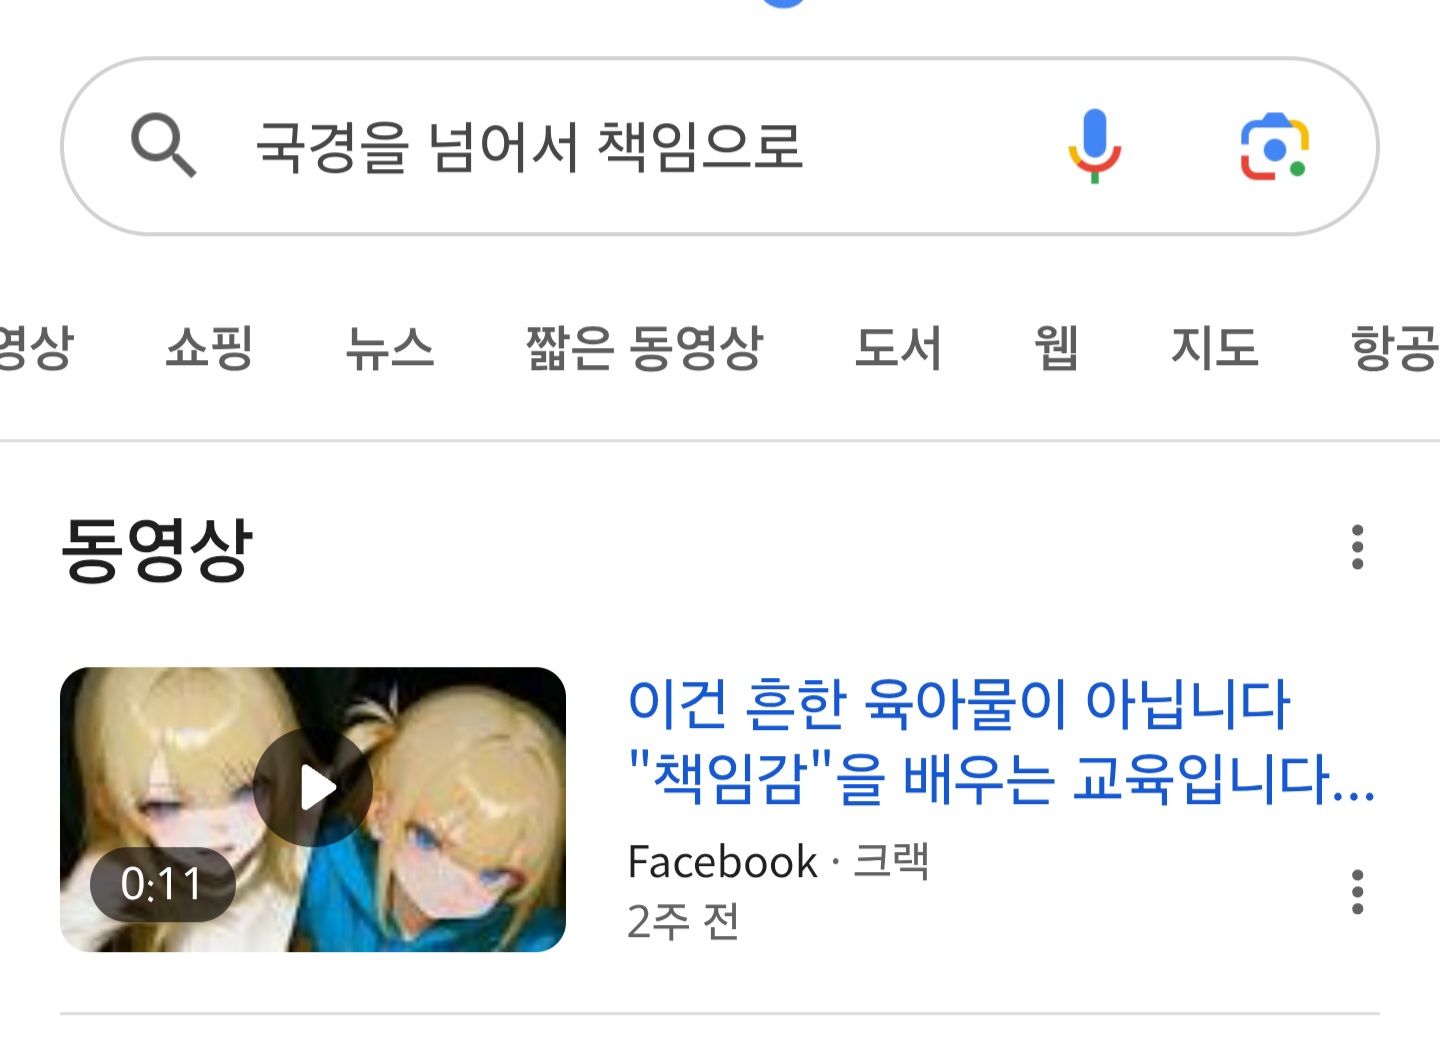 국경을 넘어서 책임으로
영상 쇼핑 뉴스 짧은 동영상 도서 웹 지도 항공
동영상
이건 흔한 육아물이 아닙니다
"책임감"을 배우는 교육입니다...
0:11
Facebook · 크랙
2주 전